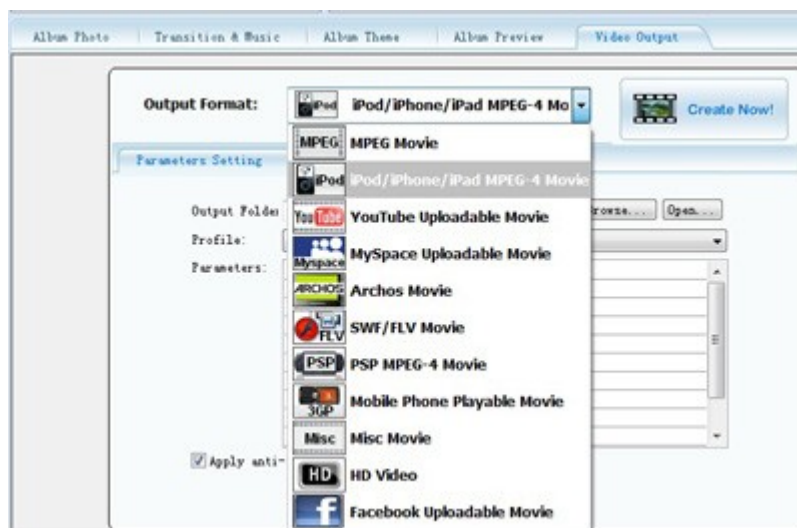 Album Photo Transition & Music Album Theme Album Preview Video Output
Output Format: iPod iPod/iPhone/iPad MPEG-4 Mo Create Now!
MPEG MPEG Movie
Parameters Setting
iPod iPod/iPhone/iPad MPEG-4 Movie
Output Folder YouTube YouTube Uploadable Movie Browse... Open...
Profile:
Myspace MySpace Uploadable Movie
Parameters:
ARCHOS Archos Movie
FLV SWF/FLV Movie
PSP PSP MPEG-4 Movie
3GP Mobile Phone Playable Movie
Misc Misc Movie
Apply anti-
HD HD Video
f Facebook Uploadable Movie